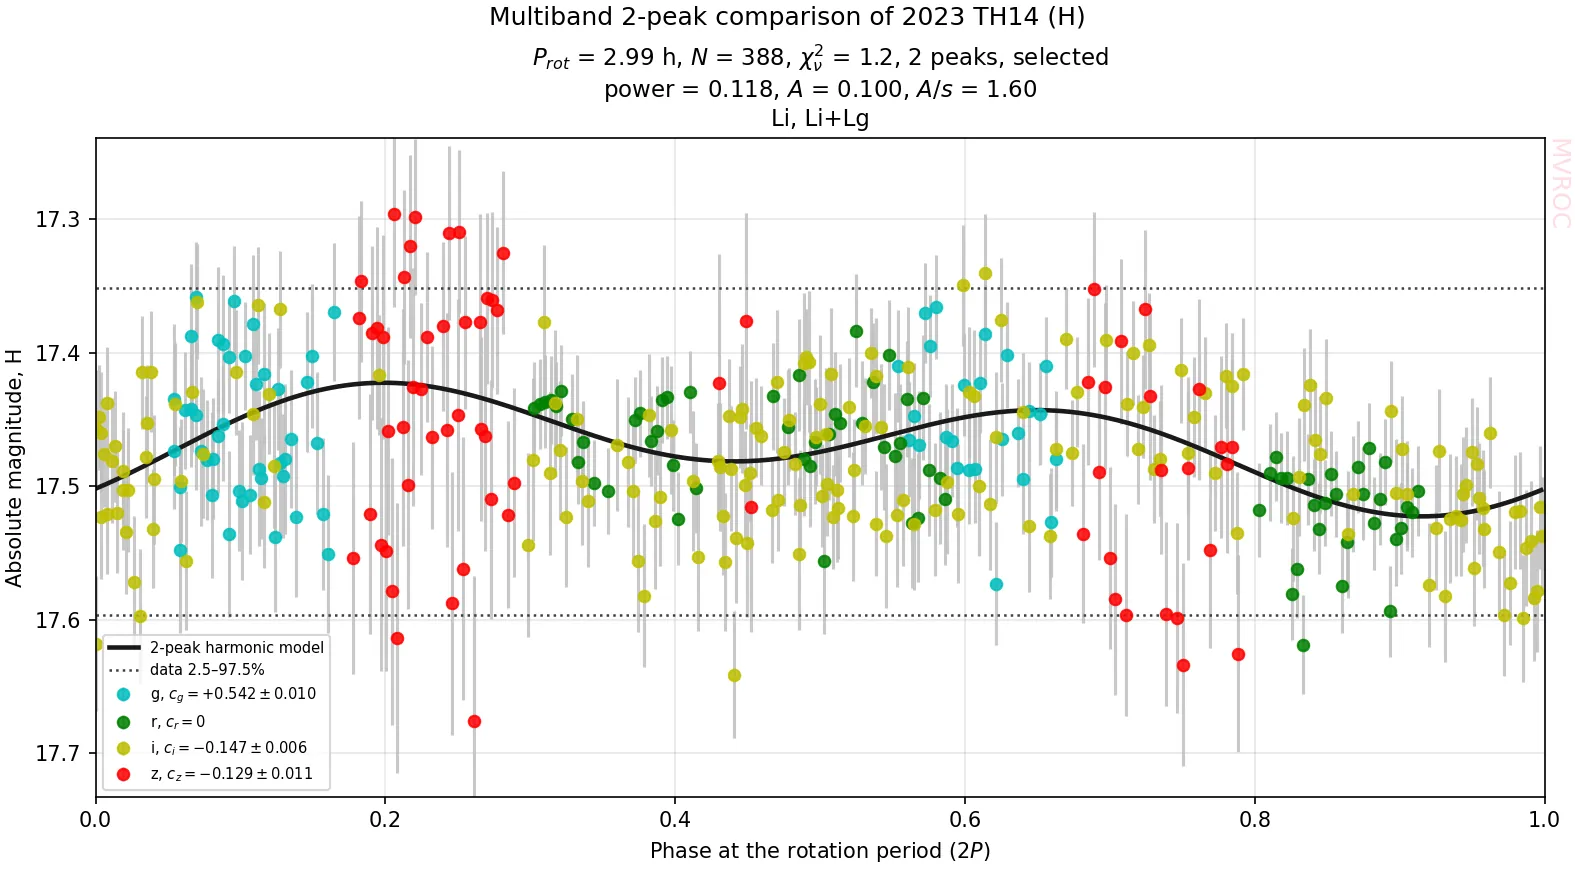 Multiband 2-peak comparison of 2023 TH14 (H)
P_rot = 2.99 h, N = 388, χ²_ν = 1.2, 2 peaks, selected
power = 0.118, A = 0.100, A/s = 1.60
Li, Li+Lg
MVROC
Absolute magnitude, H
17.3
17.4
17.5
17.6
17.7
2-peak harmonic model
data 2.5–97.5%
g, c_g = +0.542 ± 0.010
r, c_r = 0
i, c_i = −0.147 ± 0.006
z, c_z = −0.129 ± 0.011
0.0 0.2 0.4 0.6 0.8 1.0
Phase at the rotation period (2P)